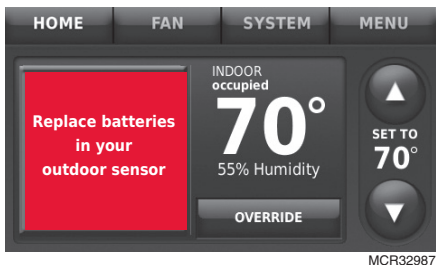 HOME FAN SYSTEM MENU
Replace batteries
in your
outdoor sensor
INDOOR
occupied
70°
55% Humidity
OVERRIDE
SET TO
70°
MCR32987